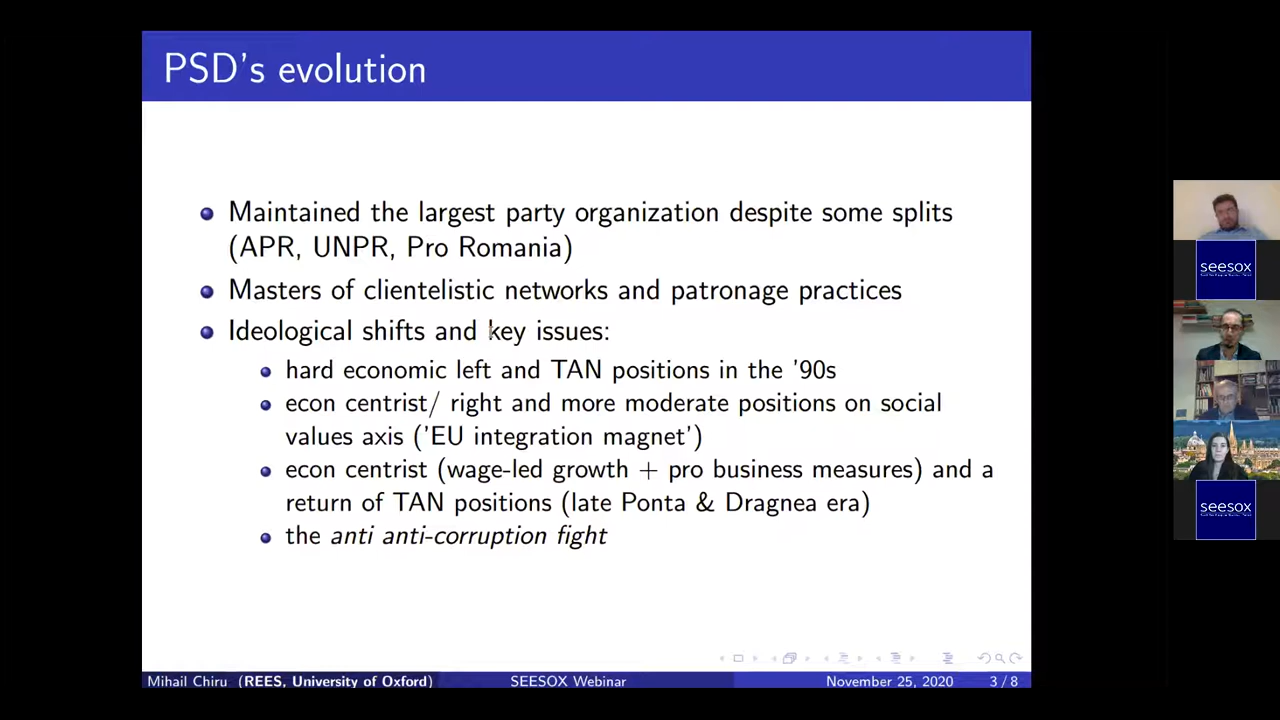 PSD's evolution
Maintained the largest party organization despite some splits
(APR, UNPR, Pro Romania)
Masters of clientelistic networks and patronage practices
Ideological shifts and key issues:
hard economic left and TAN positions in the '90s
econ centrist/ right and more moderate positions on social
values axis ('EU integration magnet')
econ centrist (wage-led growth + pro business measures) and a
return of TAN positions (late Ponta & Dragnea era)
the anti anti-corruption fight
Mihail Chiru (REES, University of Oxford) SEESOX Webinar November 25, 2020 3 / 8
seesox
seesox